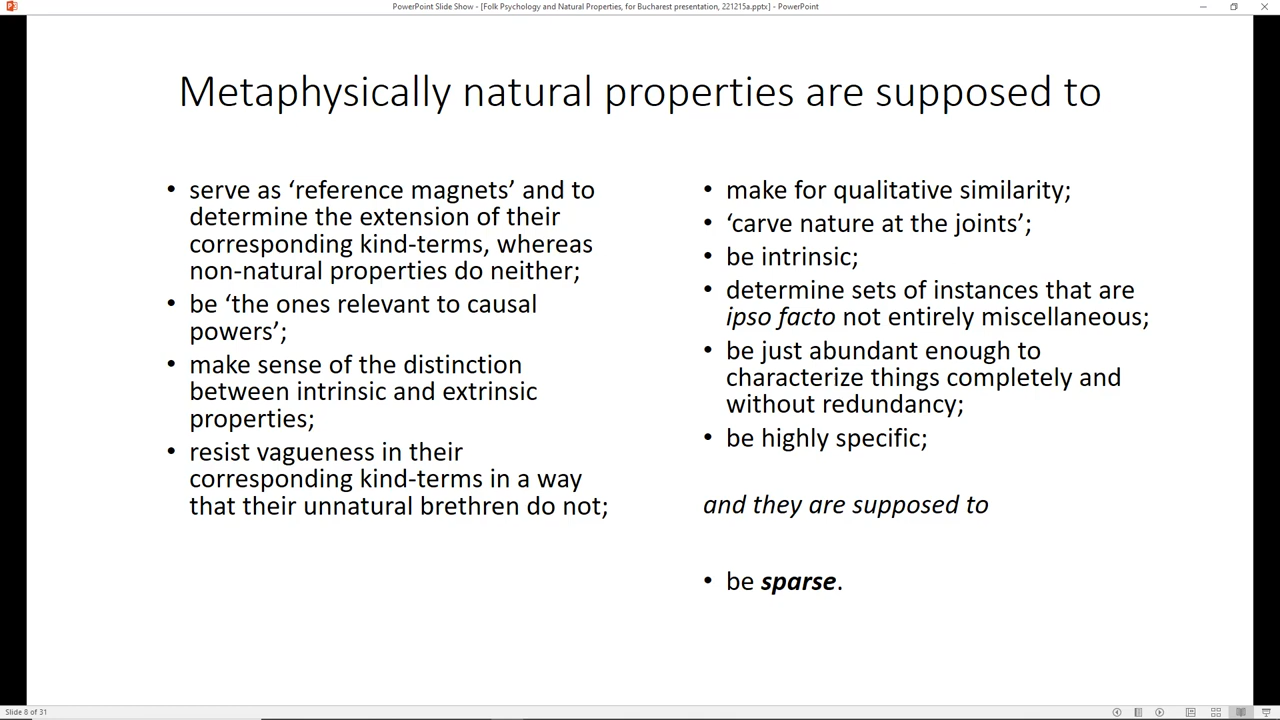 PowerPoint Slide Show - [Folk Psychology and Natural Properties, for Bucharest presentation, 221215a.pptx] - PowerPoint
Metaphysically natural properties are supposed to
• serve as ‘reference magnets’ and to
determine the extension of their
corresponding kind-terms, whereas
non-natural properties do neither;
• be ‘the ones relevant to causal
powers’;
• make sense of the distinction
between intrinsic and extrinsic
properties;
• resist vagueness in their
corresponding kind-terms in a way
that their unnatural brethren do not;
• make for qualitative similarity;
• ‘carve nature at the joints’;
• be intrinsic;
• determine sets of instances that are
ipso facto not entirely miscellaneous;
• be just abundant enough to
characterize things completely and
without redundancy;
• be highly specific;
and they are supposed to
• be sparse.
Slide 8 of 31